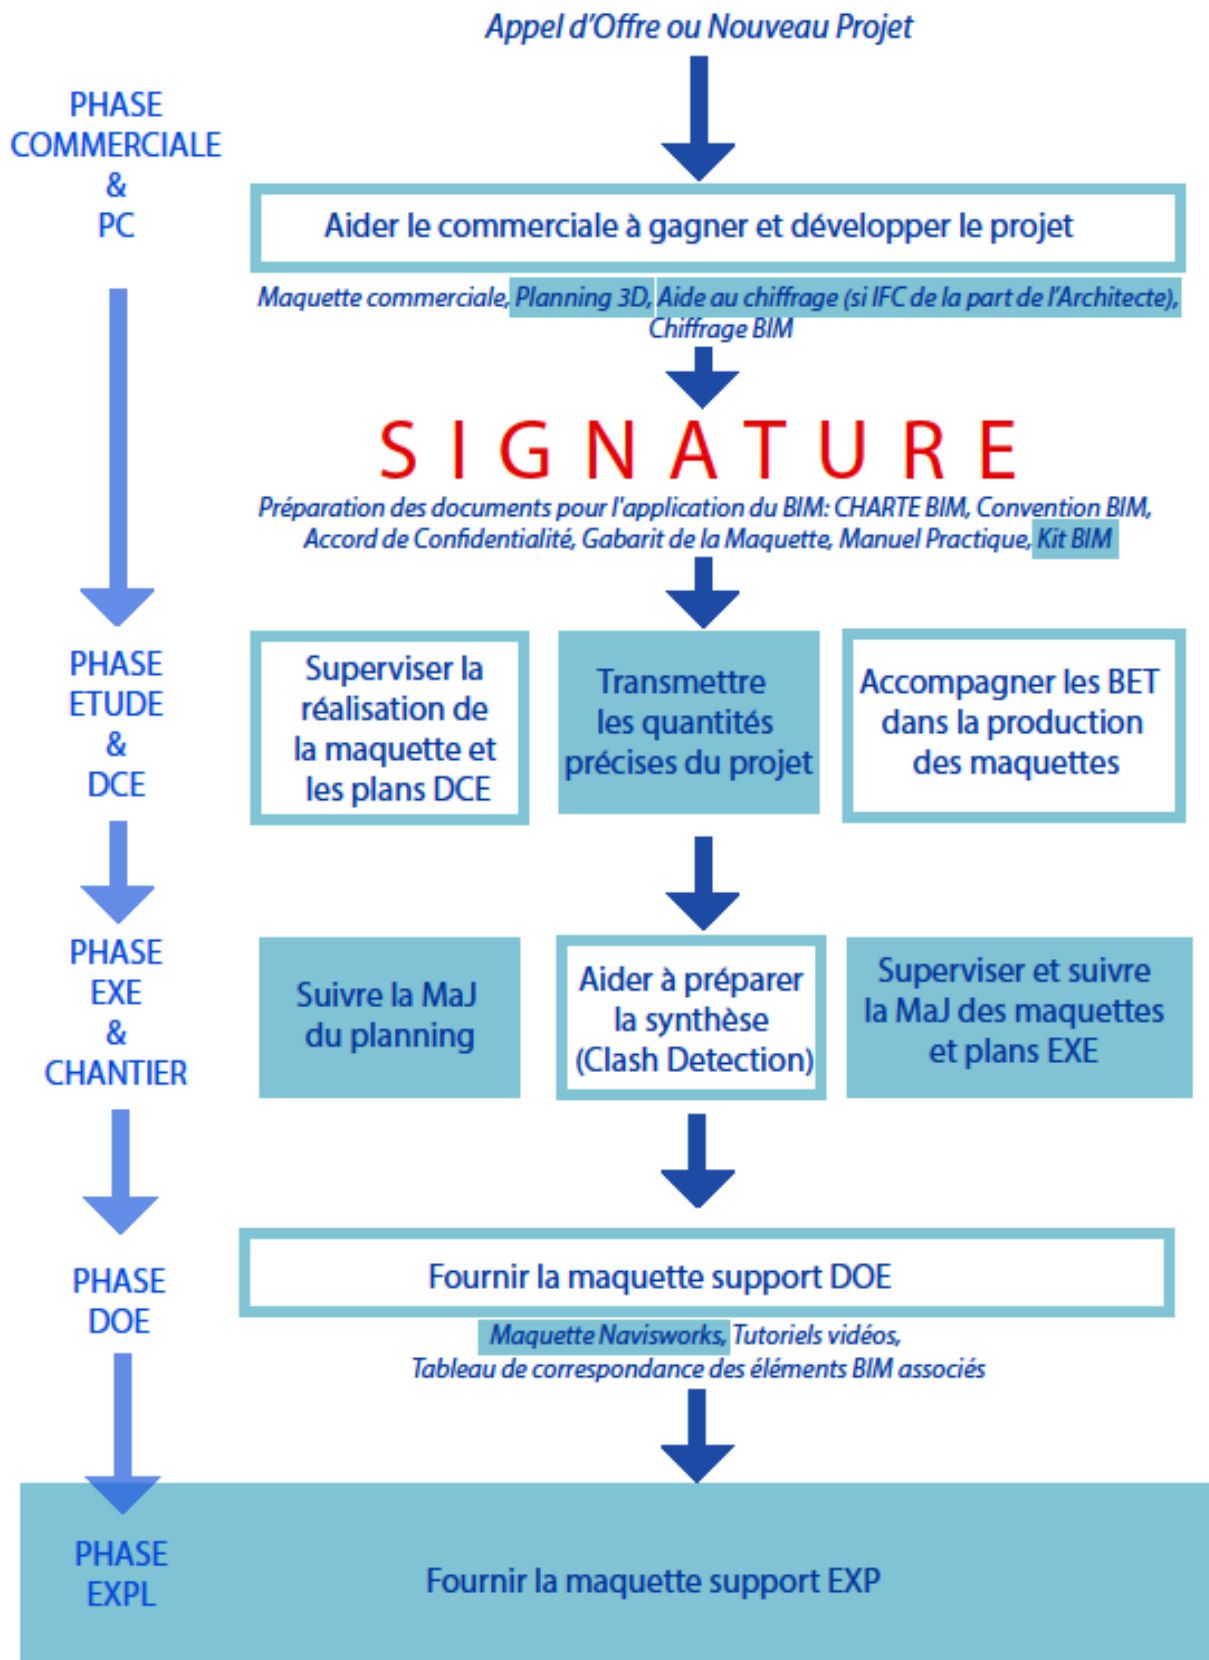 Appel d'Offre ou Nouveau Projet
PHASE
COMMERCIALE
&
PC
Aider le commerciale à gagner et développer le projet
Maquette commerciale, Planning 3D, Aide au chiffrage (si IFC de la part de l'Architecte),
Chiffrage BIM
SIGNATURE
Préparation des documents pour l'application du BIM: CHARTE BIM, Convention BIM,
Accord de Confidentialité, Gabarit de la Maquette, Manuel Practique, Kit BIM
PHASE
ETUDE
&
DCE
Superviser la
réalisation de
la maquette et
les plans DCE
Transmettre
les quantités
précises du projet
Accompagner les BET
dans la production
des maquettes
PHASE
EXE
&
CHANTIER
Suivre la MaJ
du planning
Aider à préparer
la synthèse
(Clash Detection)
Superviser et suivre
la MaJ des maquettes
et plans EXE
PHASE
DOE
Fournir la maquette support DOE
Maquette Navisworks, Tutoriels vidéos,
Tableau de correspondance des éléments BIM associés
PHASE
EXPL
Fournir la maquette support EXP